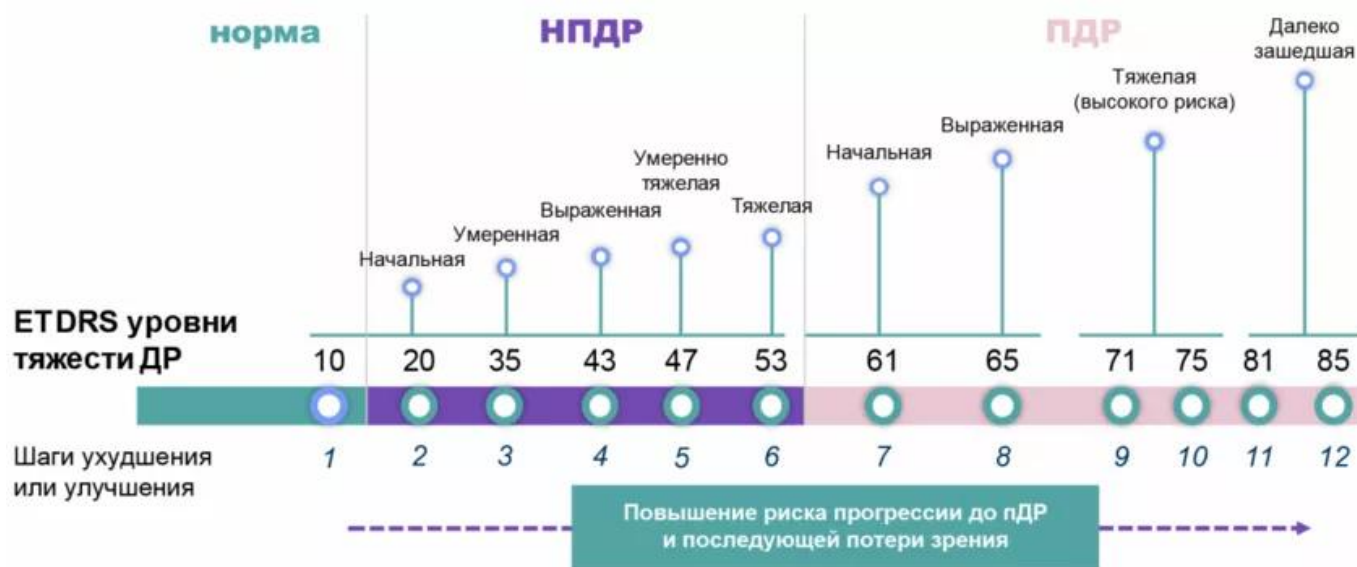 норма
НПДР
ПДР
Далеко
зашедшая
Тяжелая
(высокого риска)
Выраженная
Начальная
Умеренно
тяжелая
Тяжелая
Выраженная
Умеренная
Начальная
ETDRS уровни
тяжести ДР
10 20 35 43 47 53 61 65 71 75 81 85
Шаги ухудшения
или улучшения
1 2 3 4 5 6 7 8 9 10 11 12
Повышение риска прогрессии до пДР
и последующей потери зрения